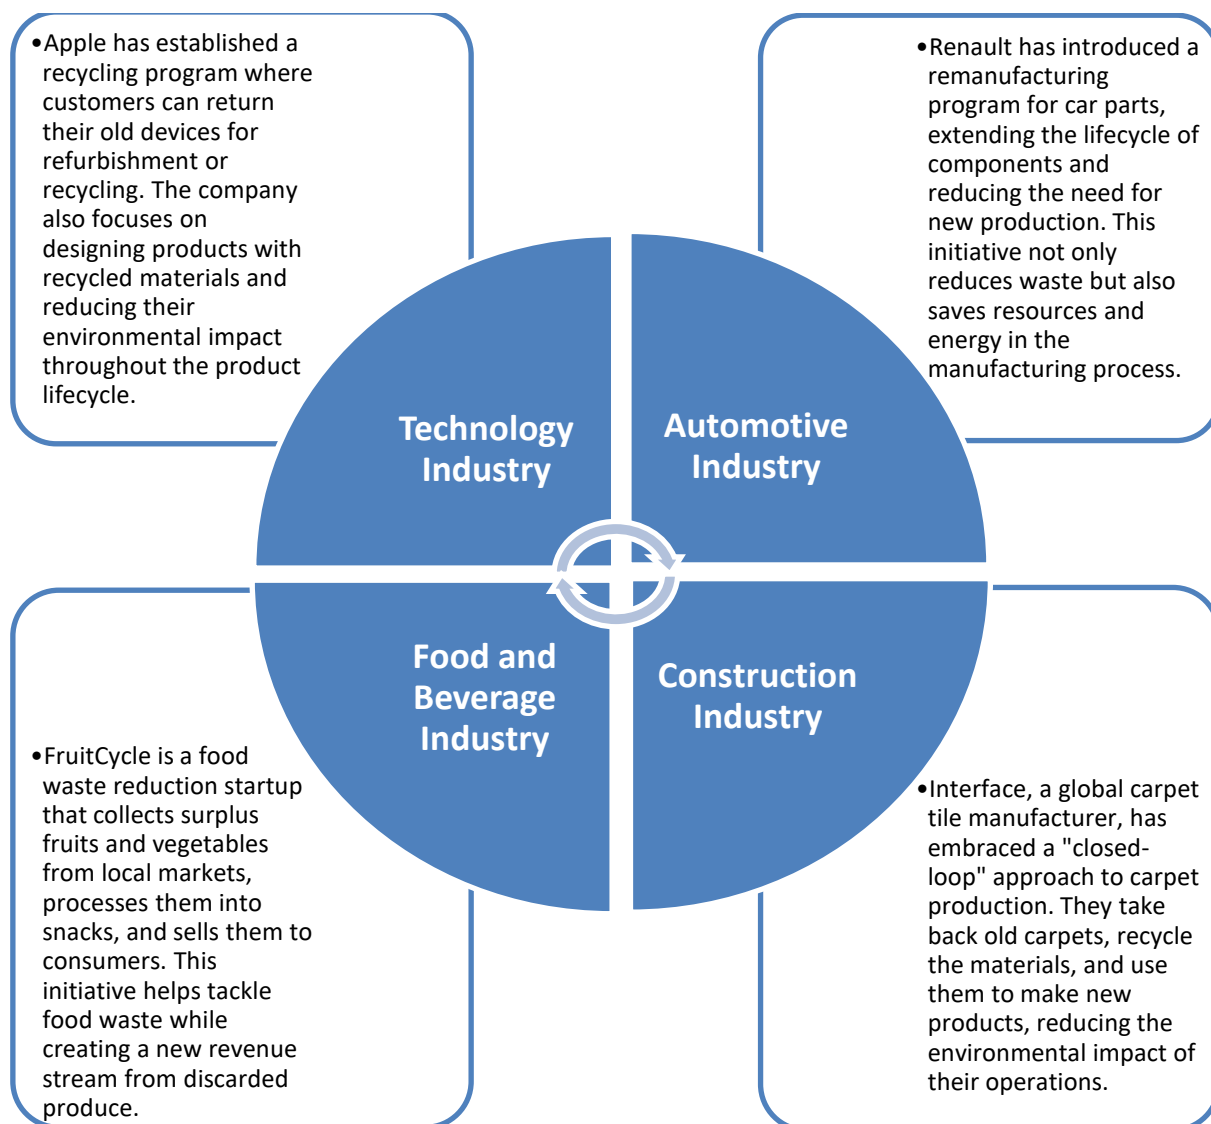 •Apple has established a
recycling program where
customers can return
their old devices for
refurbishment or
recycling. The company
also focuses on
designing products with
recycled materials and
reducing their
environmental impact
throughout the product
lifecycle.
•Renault has introduced a
remanufacturing
program for car parts,
extending the lifecycle of
components and
reducing the need for
new production. This
initiative not only
reduces waste but also
saves resources and
energy in the
manufacturing process.
Technology
Industry
Automotive
Industry
Food and
Beverage
Industry
Construction
Industry
•FruitCycle is a food
waste reduction startup
that collects surplus
fruits and vegetables
from local markets,
processes them into
snacks, and sells them to
consumers. This
initiative helps tackle
food waste while
creating a new revenue
stream from discarded
produce.
•Interface, a global carpet
tile manufacturer, has
embraced a "closed-
loop" approach to carpet
production. They take
back old carpets, recycle
the materials, and use
them to make new
products, reducing the
environmental impact of
their operations.